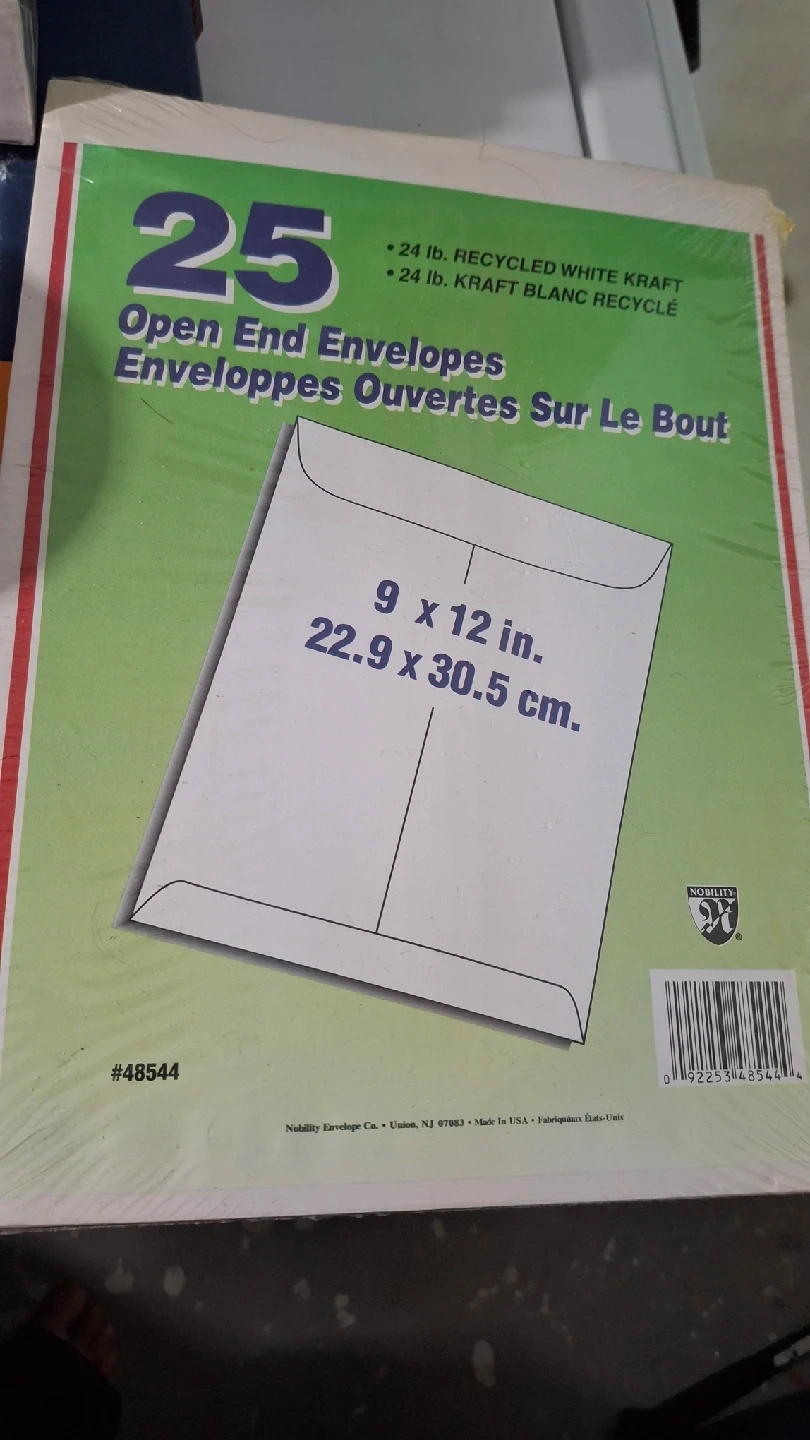 25
• 24 lb. RECYCLED WHITE KRAFT
• 24 lb. KRAFT BLANC RECYCLÉ
Open End Envelopes
Enveloppes Ouvertes Sur Le Bout
9 x 12 in.
22.9 x 30.5 cm.
NOBILITY
#48544
0 92253 48544 4
Nobility Envelope Co. • Union, NJ 07083 • Made In USA • Fabriquéaux États-Unis